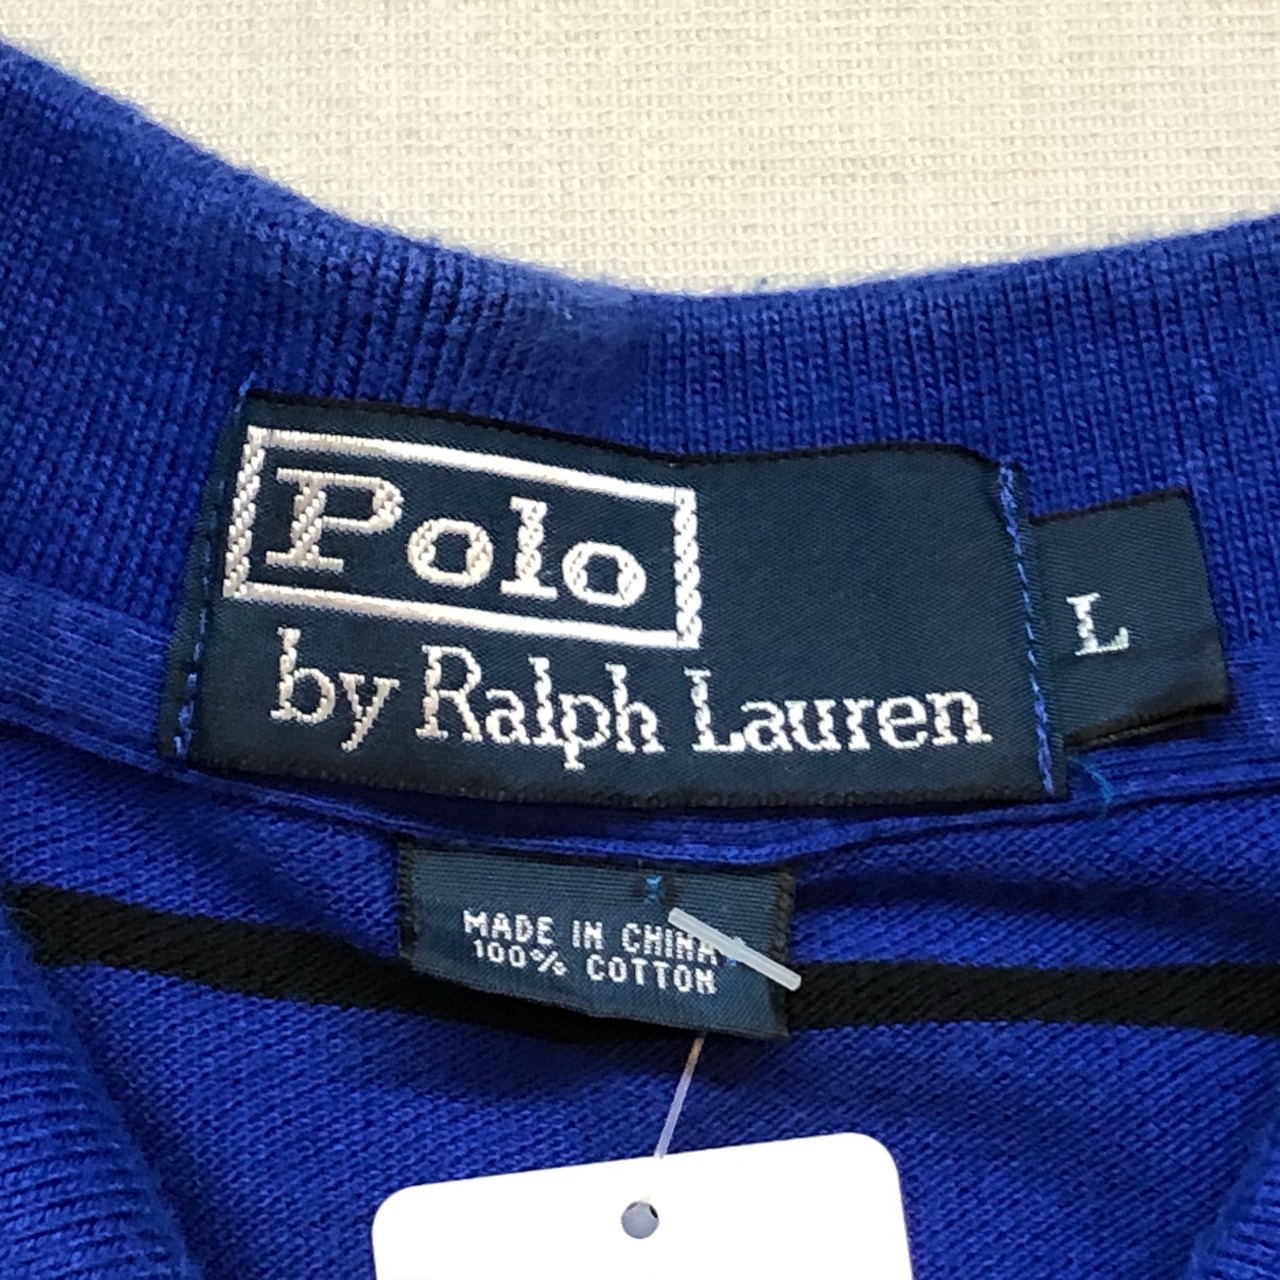 Polo
by Ralph Lauren
L
MADE IN CHINA
100% COTTON